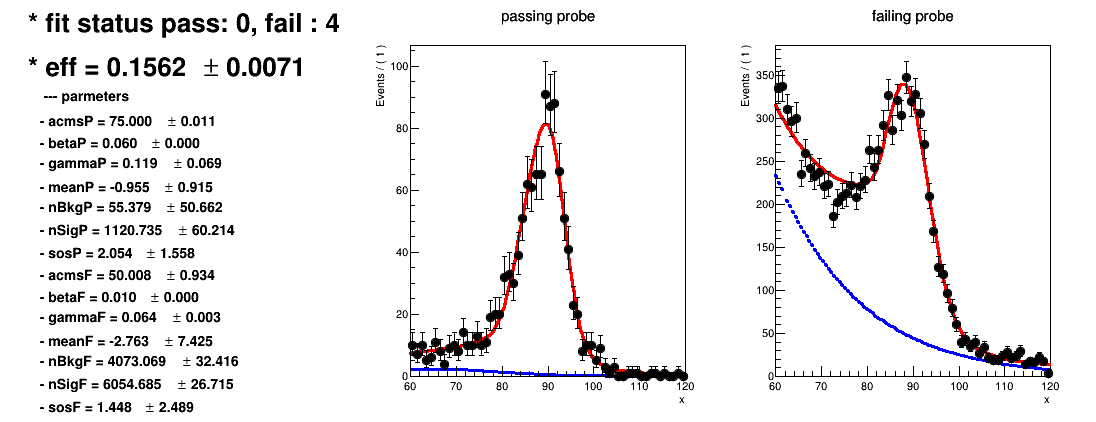 * fit status pass: 0, fail : 4
* eff = 0.1562 ± 0.0071
--- parmeters
- acmsP = 75.000 ± 0.011
- betaP = 0.060 ± 0.000
- gammaP = 0.119 ± 0.069
- meanP = -0.955 ± 0.915
- nBkgP = 55.379 ± 50.662
- nSigP = 1120.735 ± 60.214
- sosP = 2.054 ± 1.558
- acmsF = 50.008 ± 0.934
- betaF = 0.010 ± 0.000
- gammaF = 0.064 ± 0.003
- meanF = -2.763 ± 7.425
- nBkgF = 4073.069 ± 32.416
- nSigF = 6054.685 ± 26.715
- sosF = 1.448 ± 2.489
passing probe
Events / ( 1 )
100
80
60
40
20
0
60 70 80 90 100 110 120
x
failing probe
Events / ( 1 )
350
300
250
200
150
100
50
0
60 70 80 90 100 110 120
x